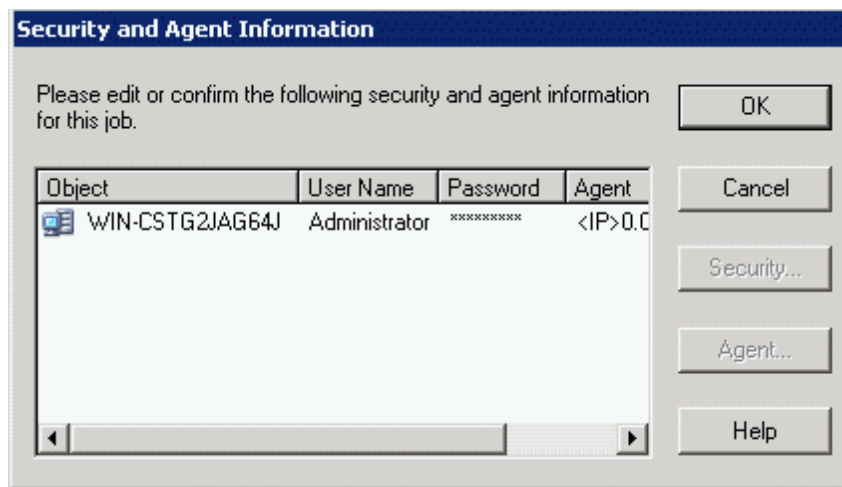 Security and Agent Information
Please edit or confirm the following security and agent information
for this job.
OK
Object User Name Password Agent
Cancel
WIN-CSTG2JAG64J Administrator ********* <IP>0.0
Security...
Agent...
Help